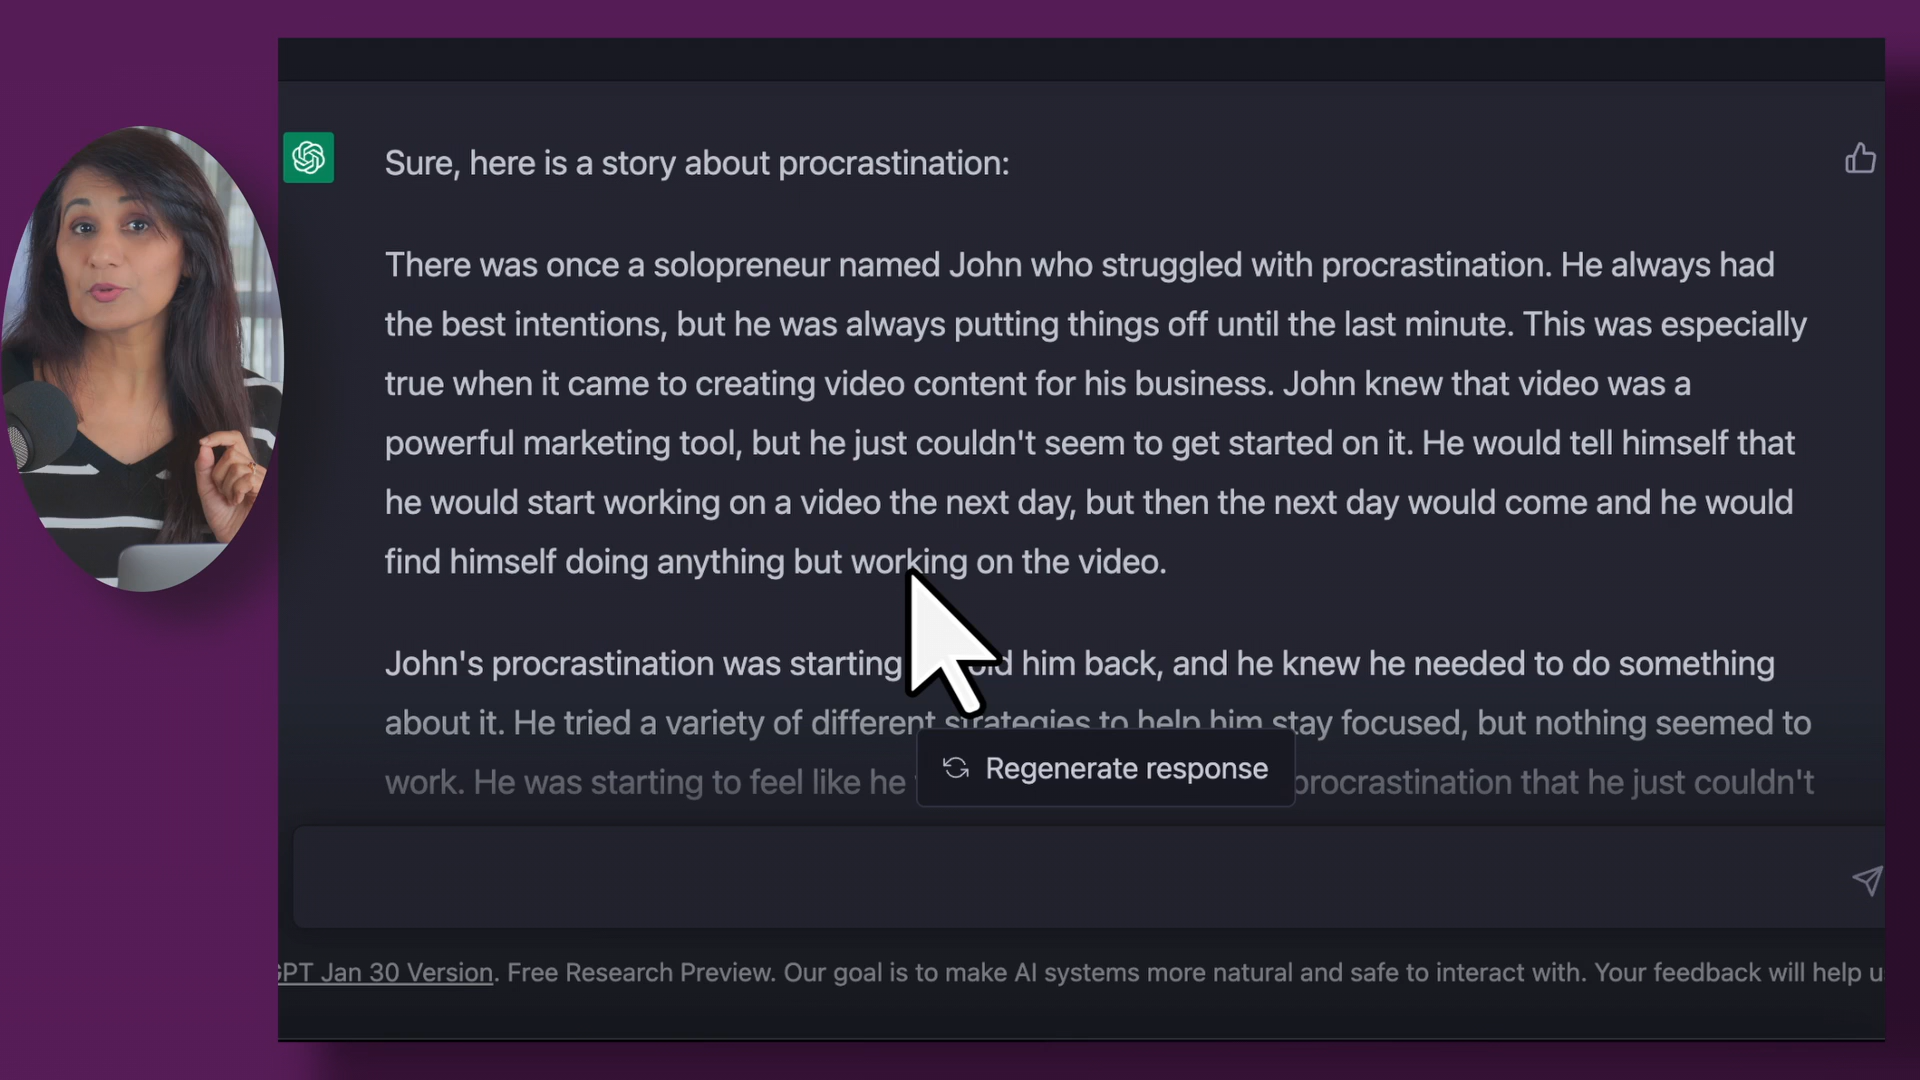 Sure, here is a story about procrastination:
There was once a solopreneur named John who struggled with procrastination. He always had
the best intentions, but he was always putting things off until the last minute. This was especially
true when it came to creating video content for his business. John knew that video was a
powerful marketing tool, but he just couldn't seem to get started on it. He would tell himself that
he would start working on a video the next day, but then the next day would come and he would
find himself doing anything but working on the video.
John's procrastination was starting him back, and he knew he needed to do something
about it. He tried a variety of different strategies to help him stay focused, but nothing seemed to
work. He was starting to feel like he procrastination that he just couldn't
Regenerate response
GPT Jan 30 Version. Free Research Preview. Our goal is to make AI systems more natural and safe to interact with. Your feedback will help u